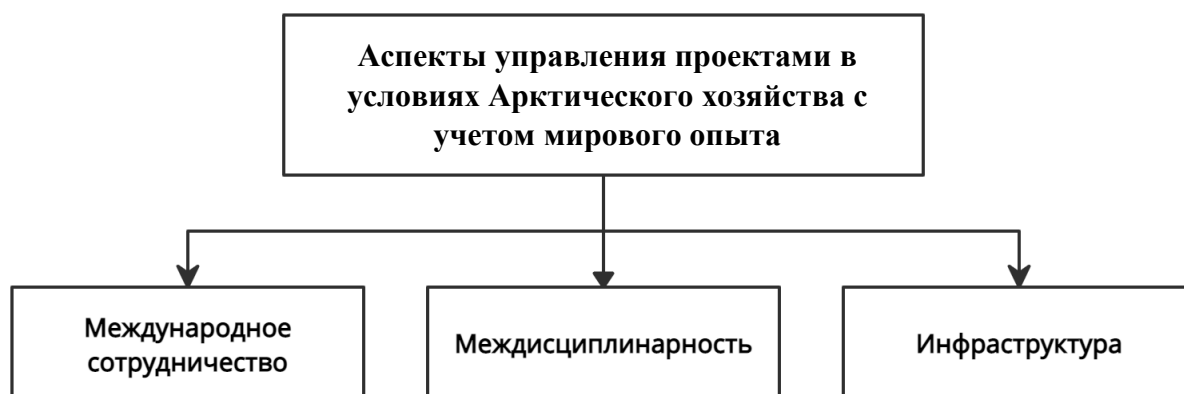 Аспекты управления проектами в
условиях Арктического хозяйства с
учетом мирового опыта
Международное
сотрудничество
Междисциплинарность
Инфраструктура